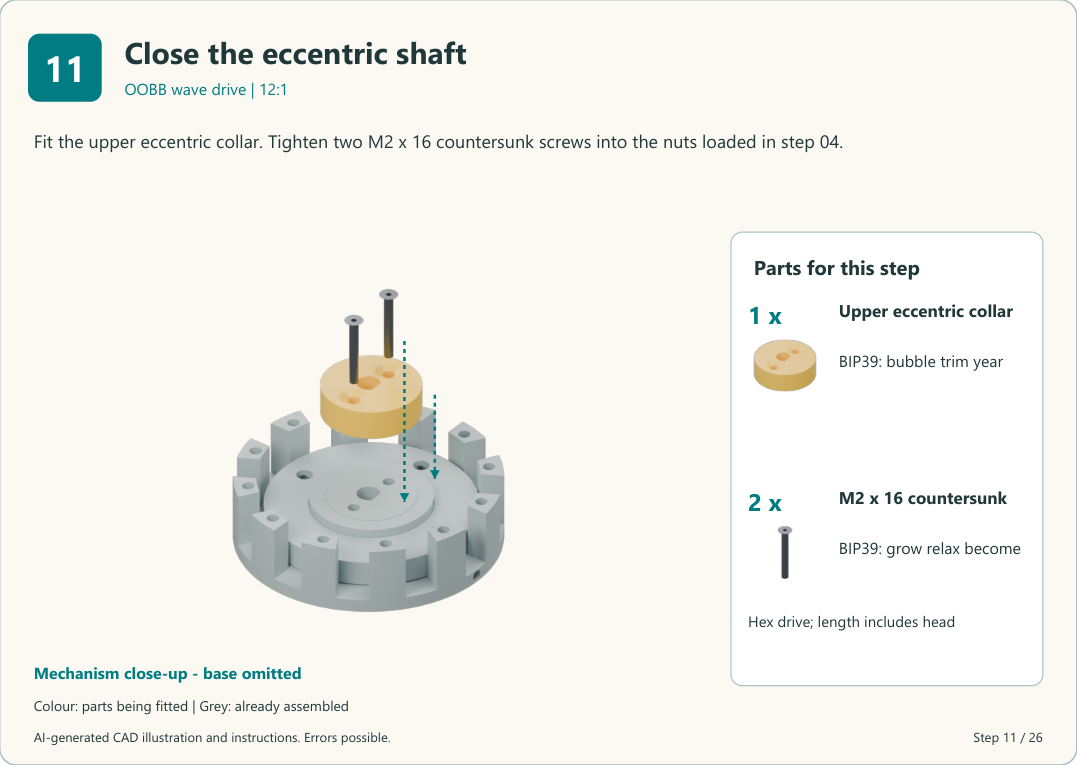 11
Close the eccentric shaft
OOBB wave drive | 12:1
Fit the upper eccentric collar. Tighten two M2 x 16 countersunk screws into the nuts loaded in step 04.
Parts for this step
1 x
Upper eccentric collar
BIP39: bubble trim year
2 x
M2 x 16 countersunk
BIP39: grow relax become
Hex drive; length includes head
Mechanism close-up - base omitted
Colour: parts being fitted | Grey: already assembled
AI-generated CAD illustration and instructions. Errors possible.
Step 11 / 26